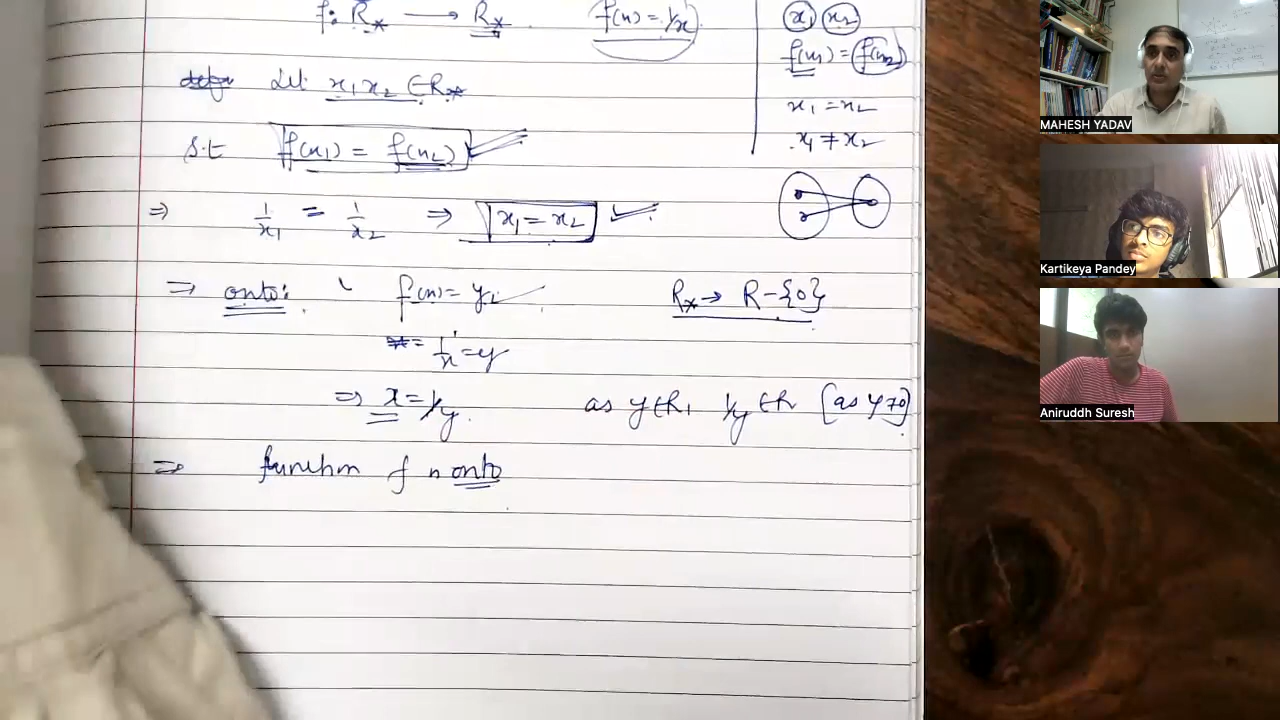 f: R* → R* f(x) = 1/x
Let x1 x2 ∈ R*
S.t f(x1) = f(x2)
⇒ 1/x1 = 1/x2 ⇒ x1 = x2
⇒ onto: f(x) = y
R* → R-{0}
1/x = y
⇒ x = 1/y as y ∈ R, 1/y ∈ R [as y≠0]
⇒ function f is onto
x1 x2
f(x1) = f(x2)
x1 = x2
x1 ≠ x2
MAHESH YADAV
Kartikeya Pandey
Aniruddh Suresh